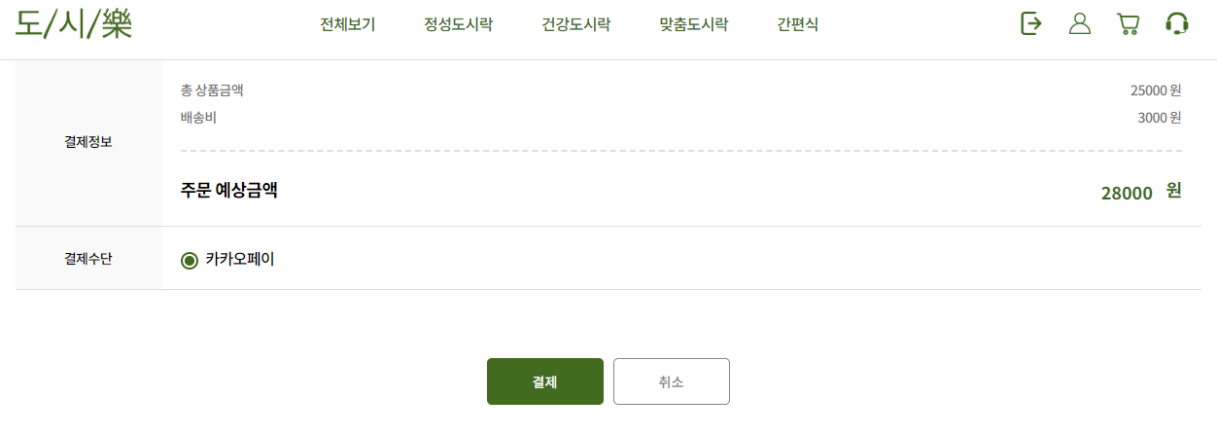 도/시/樂 전체보기 정성도시락 건강도시락 맞춤도시락 간편식
결제정보
총 상품금액 25000 원
배송비 3000 원
주문 예상금액 28000 원
결제수단 카카오페이
결제 취소